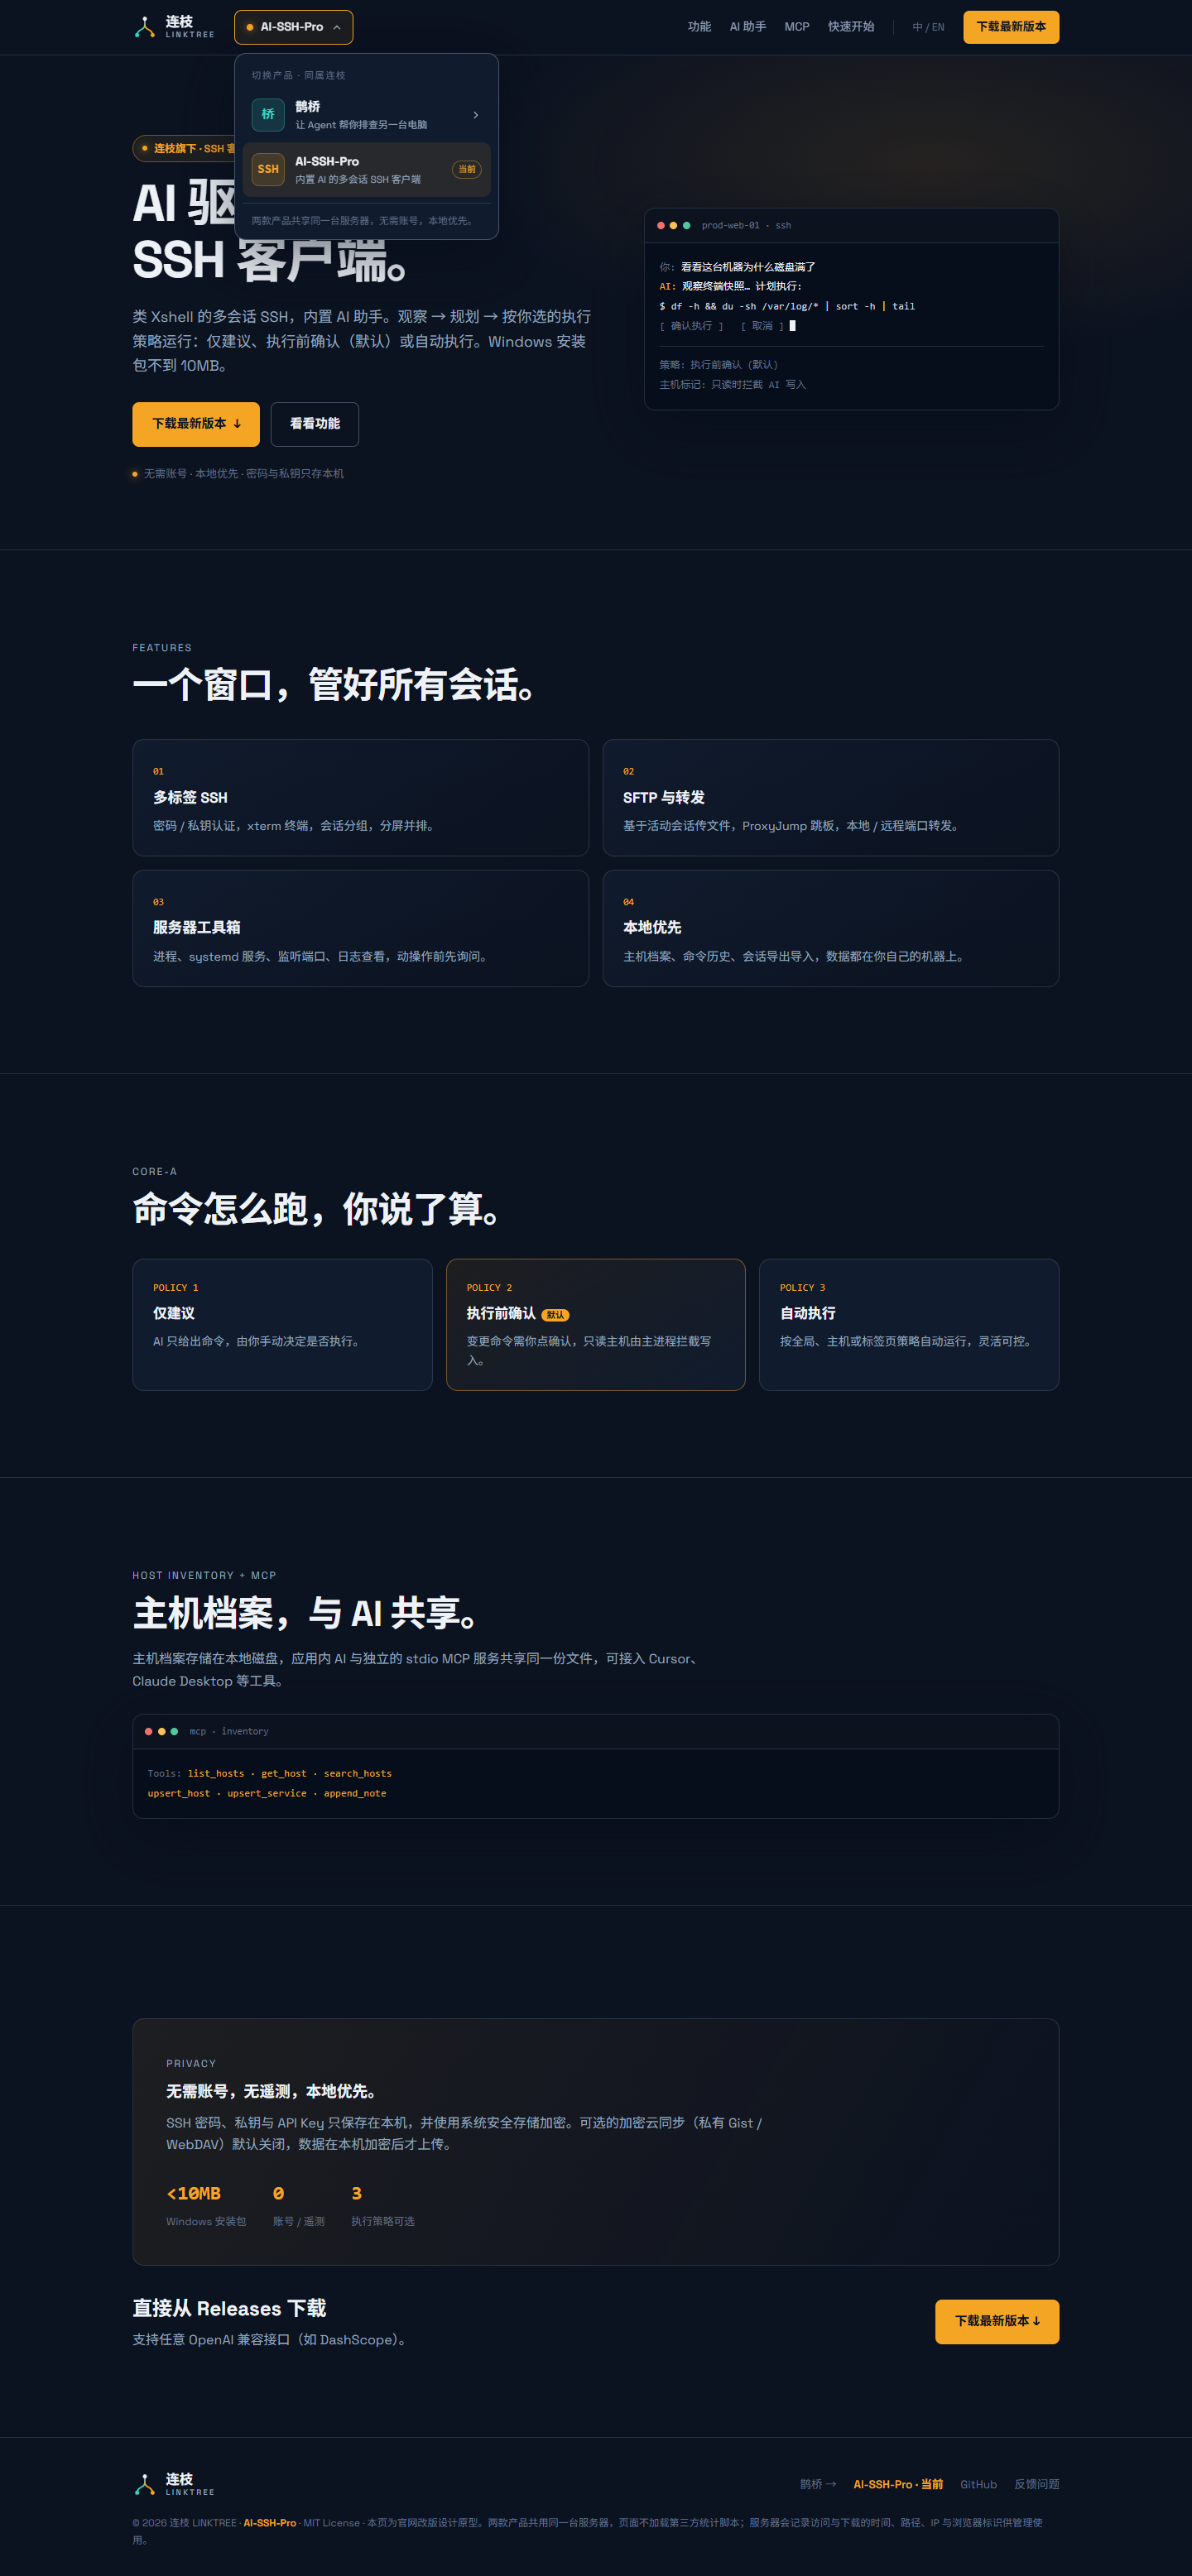 连枝
LINKTREE
AI-SSH-Pro
功能
AI 助手
MCP
快速开始
中 / EN
下载最新版本
切换产品 · 同属连枝
桥
鹊桥
让 Agent 帮你排查另一台电脑
SSH
AI-SSH-Pro
内置 AI 的多会话 SSH 客户端
当前
两款产品共享同一台服务器，无需账号，本地优先。
连枝旗下 · SSH
AI 驱
SSH 客户端。
类 Xshell 的多会话 SSH，内置 AI 助手。观察 → 规划 → 按你选的执行
策略运行：仅建议、执行前确认（默认）或自动执行。Windows 安装
包不到 10MB。
下载最新版本 ↓
看看功能
无需账号 · 本地优先 · 密码与私钥只存本机
prod-web-01 · ssh
你: 看看这台机器为什么磁盘满了
AI: 观察终端快照… 计划执行:
$ df -h && du -sh /var/log/* | sort -h | tail
[ 确认执行 ] [ 取消 ]
策略: 执行前确认 (默认)
主机标记: 只读时拦截 AI 写入
FEATURES
一个窗口，管好所有会话。
01
多标签 SSH
密码 / 私钥认证，xterm 终端，会话分组，分屏并排。
02
SFTP 与转发
基于活动会话传文件，ProxyJump 跳板，本地 / 远程端口转发。
03
服务器工具箱
进程、systemd 服务、监听端口、日志查看，动操作前先询问。
04
本地优先
主机档案、命令历史、会话导出导入，数据都在你自己的机器上。
CORE-A
命令怎么跑，你说了算。
POLICY 1
仅建议
AI 只给出命令，由你手动决定是否执行。
POLICY 2
执行前确认 默认
变更命令需你点确认，只读主机由主进程拦截写
入。
POLICY 3
自动执行
按全局、主机或标签页策略自动运行，灵活可控。
HOST INVENTORY + MCP
主机档案，与 AI 共享。
主机档案存储在本地磁盘，应用内 AI 与独立的 stdio MCP 服务共享同一份文件，可接入 Cursor、
Claude Desktop 等工具。
mcp · inventory
Tools: list_hosts · get_host · search_hosts
upsert_host · upsert_service · append_note
PRIVACY
无需账号，无遥测，本地优先。
SSH 密码、私钥与 API Key 只保存在本机，并使用系统安全存储加密。可选的加密云同步（私有 Gist /
WebDAV）默认关闭，数据在本机加密后才上传。
<10MB
Windows 安装包
0
账号 / 遥测
3
执行策略可选
直接从 Releases 下载
支持任意 OpenAI 兼容接口（如 DashScope）。
下载最新版本 ↓
连枝
LINKTREE
鹊桥 →
AI-SSH-Pro · 当前
GitHub
反馈问题
© 2026 连枝 LINKTREE · AI-SSH-Pro · MIT License · 本页为官网改版设计原型。两款产品共用同一台服务器，页面不加载第三方统计脚本；服务器会记录访问与下载的时间、路径、IP 与浏览器标识供管理使
用。